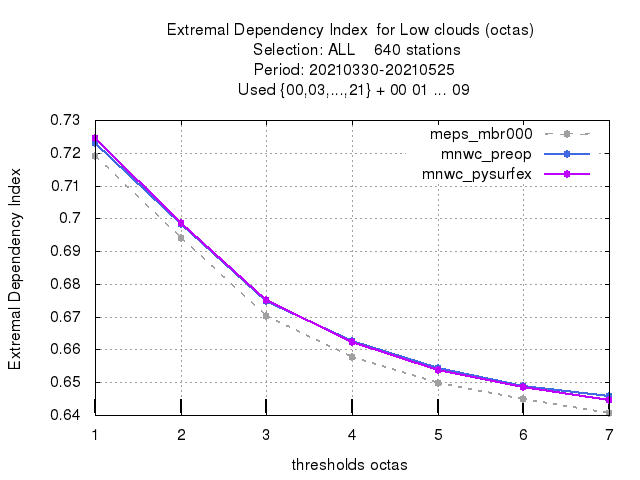 Extremal Dependency Index for Low clouds (octas)
Selection: ALL 640 stations
Period: 20210330-20210525
Used {00,03,...,21} + 00 01 ... 09
meps_mbr000
mnwc_preop
mnwc_pysurfex
Extremal Dependency Index
0.73
0.72
0.71
0.7
0.69
0.68
0.67
0.66
0.65
0.64
1 2 3 4 5 6 7
thresholds octas